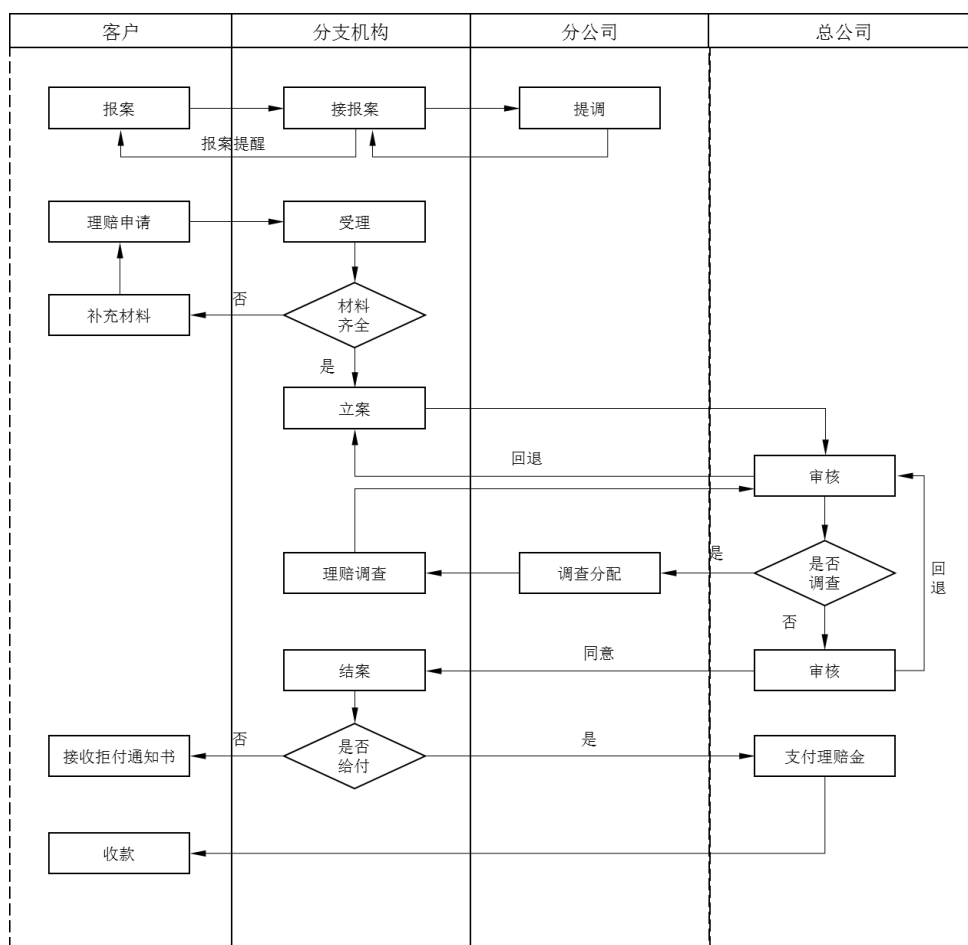 客户
分支机构
分公司
总公司
报案
接报案
提调
报案提醒
理赔申请
受理
补充材料
否
材料
齐全
是
立案
回退
审核
理赔调查
调查分配
是
是否
调查
回
退
否
结案
同意
审核
接收拒付通知书
否
是否
给付
是
支付理赔金
收款